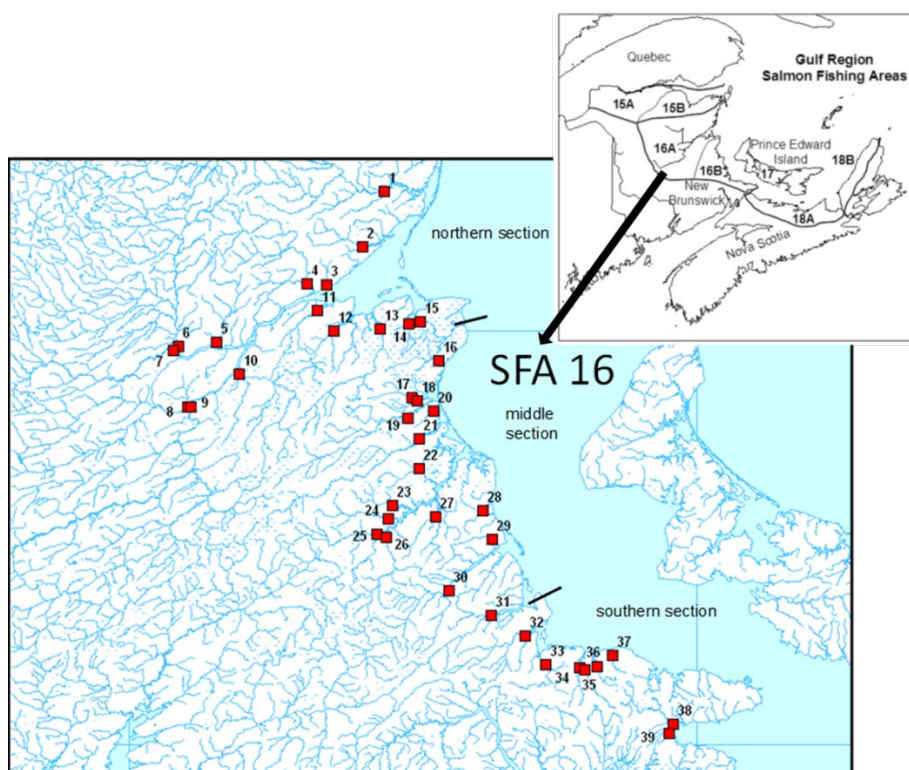 Quebec
Gulf Region
Salmon Fishing Areas
15A
15B
16A
Prince Edward
Island
18B
16B
17
New
Brunswick
18A
Nova Scotia
1
northern section
2
4 3
11
13 15
12
14
6 5
16
7
SFA 16
10
17 18
20
middle
section
8 9
19
21
22
23
28
24
27
29
25 26
30
31
southern section
32
33 36 37
34 35
38
39